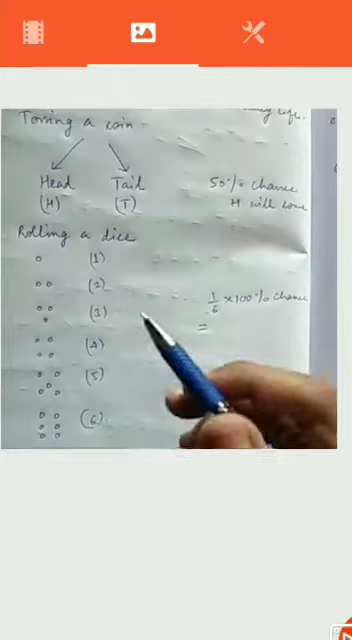 Tossing a coin
Head Tail 50% chance
(H) (T) H will come
Rolling a dice
(1)
(2)
(3) 1/6 x 100% chance
=
(4)
(5)
(6)